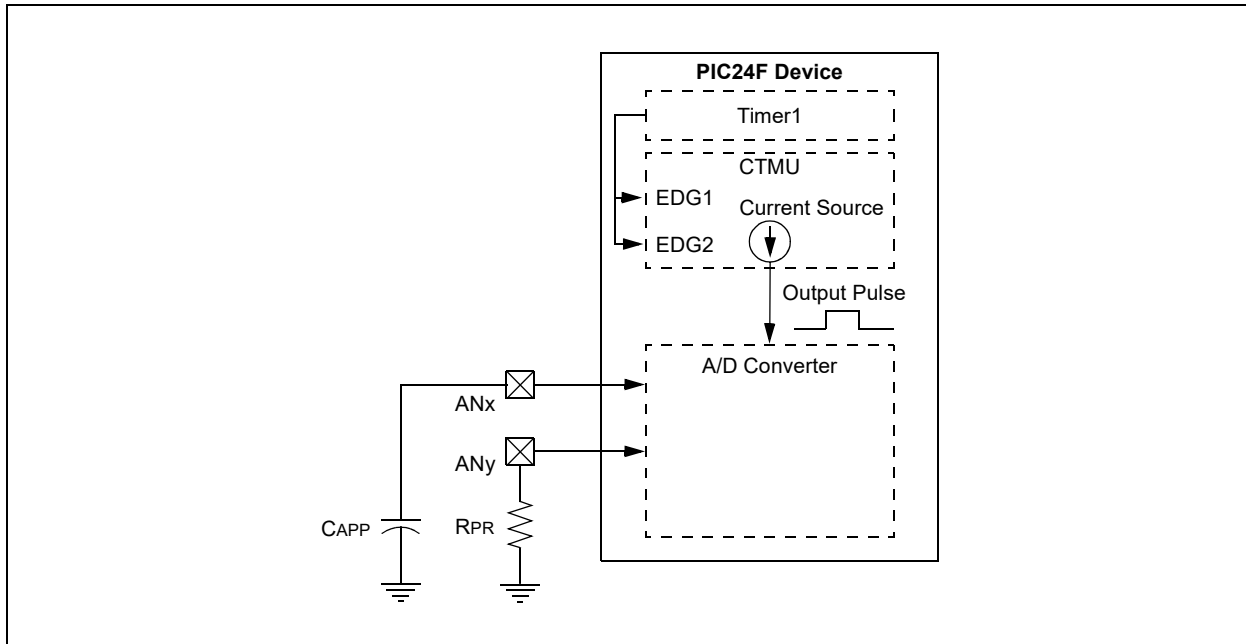 PIC24F Device
Timer1
CTMU
EDG1
Current Source
EDG2
Output Pulse
A/D Converter
ANx
ANy
CAPP
RPR